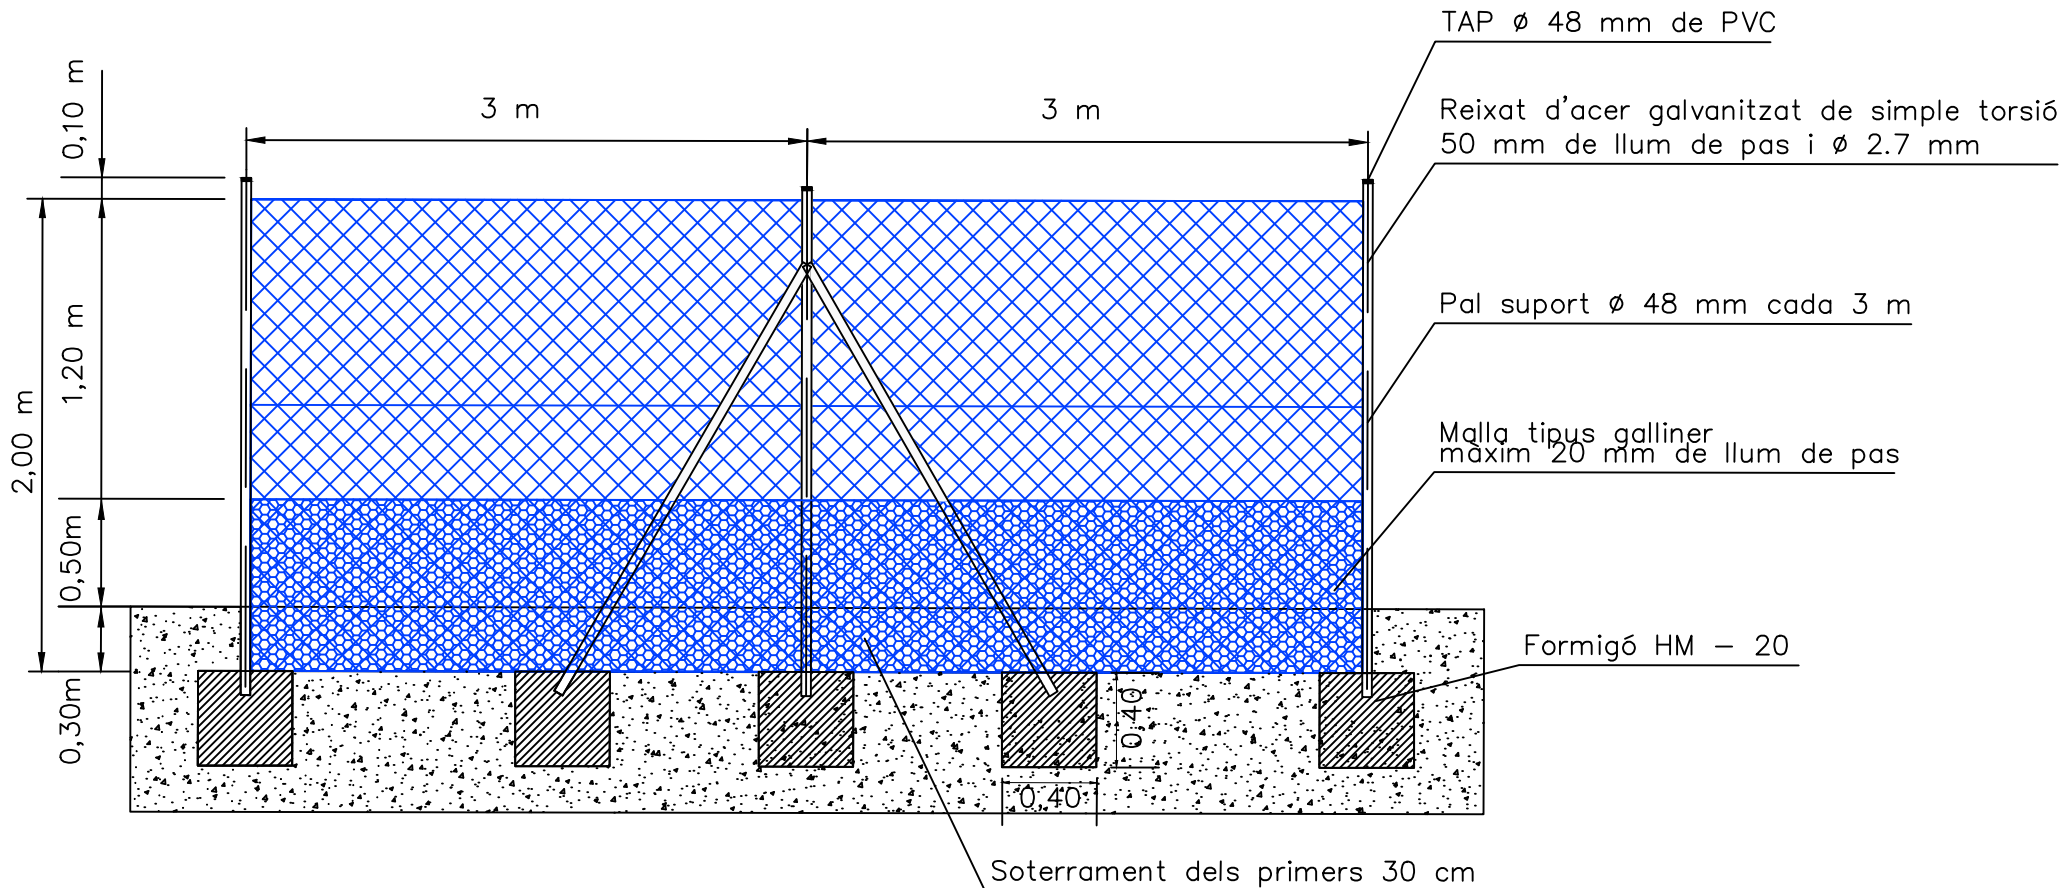 TAP ø 48 mm de PVC
0,10 m
3 m
3 m
Reixat d'acer galvanitzat de simple torsió
50 mm de llum de pas i ø 2.7 mm
Pal suport ø 48 mm cada 3 m
1,20 m
2,00 m
Malla tipus galliner
màxim 20 mm de llum de pas
0,50m
Formigó HM - 20
0,30m
0,40
0,40
Soterrament dels primers 30 cm